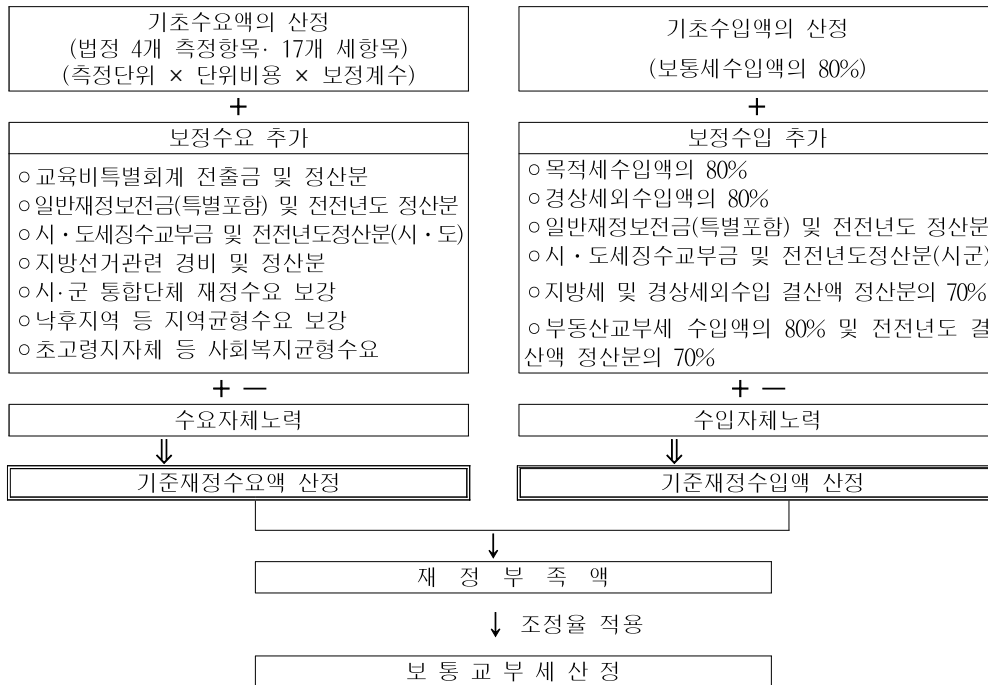 기초수요액의 산정
(법정 4개 측정항목· 17개 세항목)
(측정단위 × 단위비용 × 보정계수)
+
보정수요 추가
○교육비특별회계 전출금 및 정산분
○일반재정보전금(특별포함) 및 전전년도 정산분
○시·도세징수교부금 및 전전년도정산분(시·도)
○지방선거관련 경비 및 정산분
○시·군 통합단체 재정수요 보강
○낙후지역 등 지역균형수요 보강
○초고령지자체 등 사회복지균형수요
+ −
수요자체노력
⇓
기준재정수요액 산정
기초수입액의 산정
(보통세수입액의 80%)
+
보정수입 추가
○목적세수입액의 80%
○경상세외수입액의 80%
○일반재정보전금(특별포함) 및 전전년도 정산분
○시·도세징수교부금 및 전전년도정산분(시군)
○지방세 및 경상세외수입 결산액 정산분의 70%
○부동산교부세 수입액의 80% 및 전전년도 결
산액 정산분의 70%
+ −
수입자체노력
⇓
기준재정수입액 산정
↓
재 정 부 족 액
↓ 조정율 적용
보 통 교 부 세 산 정